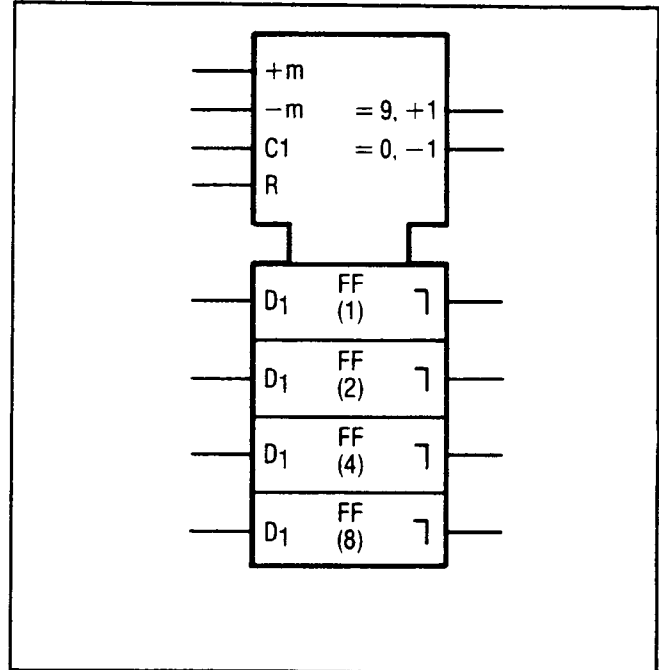 +m
−m = 9, +1
C1 = 0, −1
R
D1 FF (1) ㄱ
D1 FF (2) ㄱ
D1 FF (4) ㄱ
D1 FF (8) ㄱ